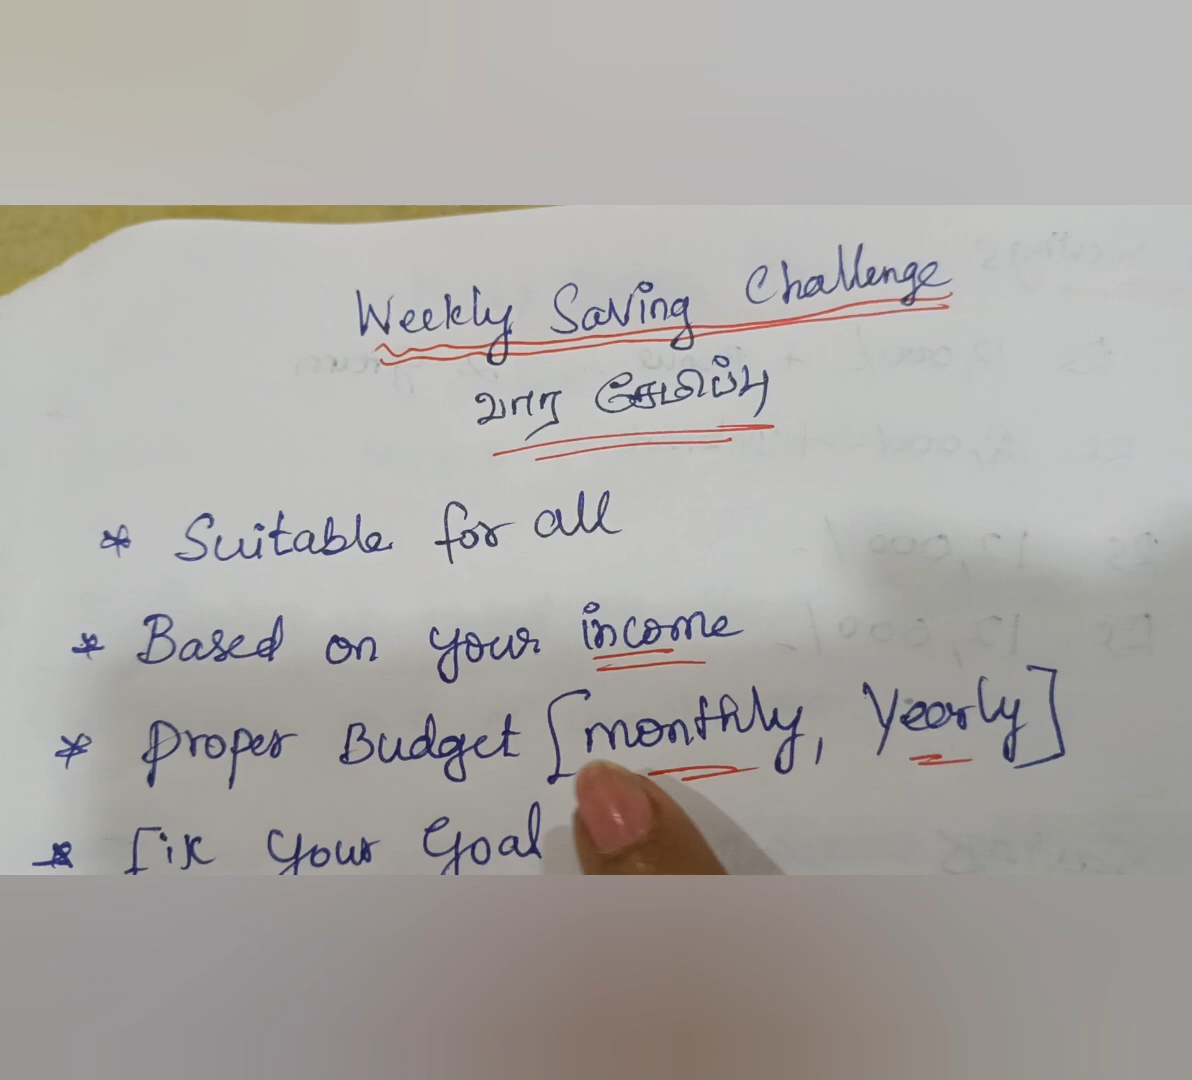 Weekly Saving Challenge
வார சேமிப்பு
* Suitable for all
* Based on your income
* Proper Budget [monthly, Yearly]
* Fix your Goal